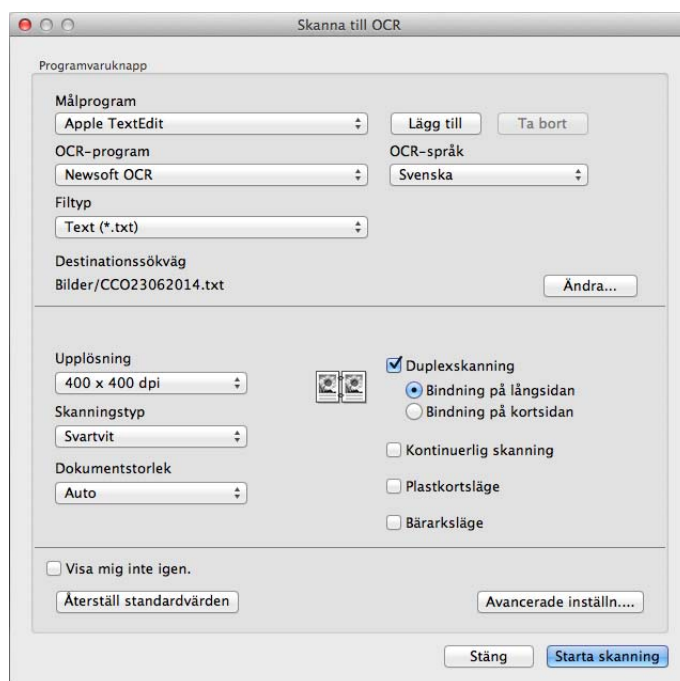 Skanna till OCR
Programvaruknapp
Målprogram
Apple TextEdit Lägg till Ta bort
OCR-program OCR-språk
Newsoft OCR Svenska
Filtyp
Text (*.txt)
Destinationssökväg
Bilder/CCO23062014.txt Ändra...
Upplösning
400 x 400 dpi
Skanningstyp
Svartvit
Dokumentstorlek
Auto
Duplexskanning
Bindning på långsidan
Bindning på kortsidan
Kontinuerlig skanning
Plastkortsläge
Bärarksläge
Visa mig inte igen.
Återställ standardvärden Avancerade inställn....
Stäng Starta skanning